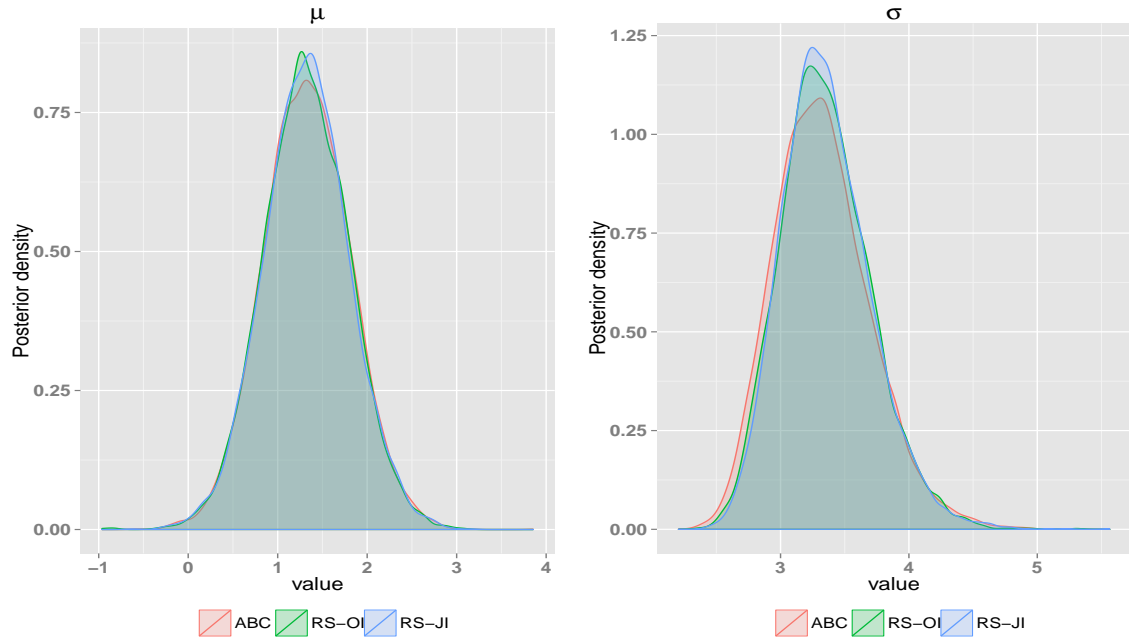 μ
Posterior density
0.75
0.50
0.25
0.00
−1 0 1 2 3 4
value
ABC RS−OI RS−JI
σ
Posterior density
1.25
1.00
0.75
0.50
0.25
0.00
3 4 5
value
ABC RS−OI RS−JI